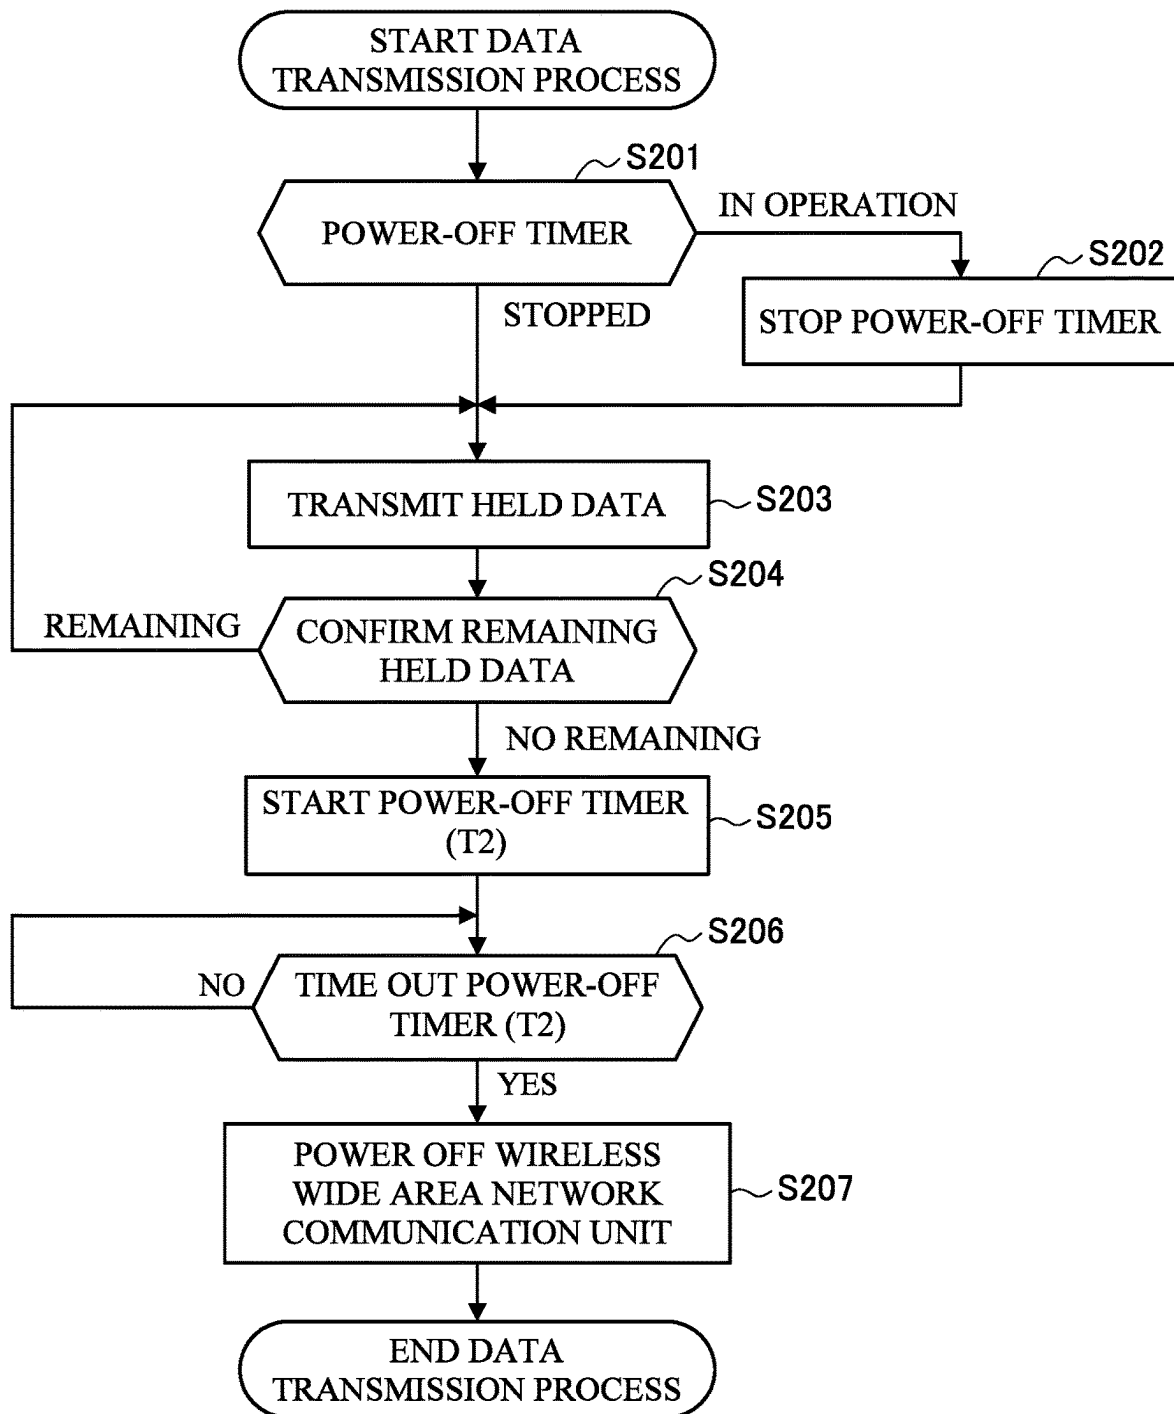 START DATA
TRANSMISSION PROCESS
S201
POWER-OFF TIMER
IN OPERATION
S202
STOPPED
STOP POWER-OFF TIMER
TRANSMIT HELD DATA
S203
S204
REMAINING
CONFIRM REMAINING
HELD DATA
NO REMAINING
START POWER-OFF TIMER
(T2)
S205
S206
NO
TIME OUT POWER-OFF
TIMER (T2)
YES
POWER OFF WIRELESS
WIDE AREA NETWORK
COMMUNICATION UNIT
S207
END DATA
TRANSMISSION PROCESS